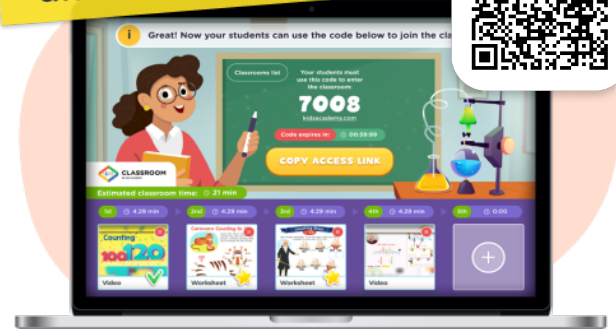 Great! Now your students can use the code below to join the cla
Classrooms list
Your students must
use this code to enter
the classroom:
7008
kidsacademy.com
Code expires in: 00:59:99
COPY ACCESS LINK
CLASSROOM
Estimated classroom time: 21 min
1st 4:29 min
2nd 4:29 min
3rd 4:29 min
4th 4:29 min
5th 0:00
Counting
100 120
Video
Worksheet
Worksheet
Video